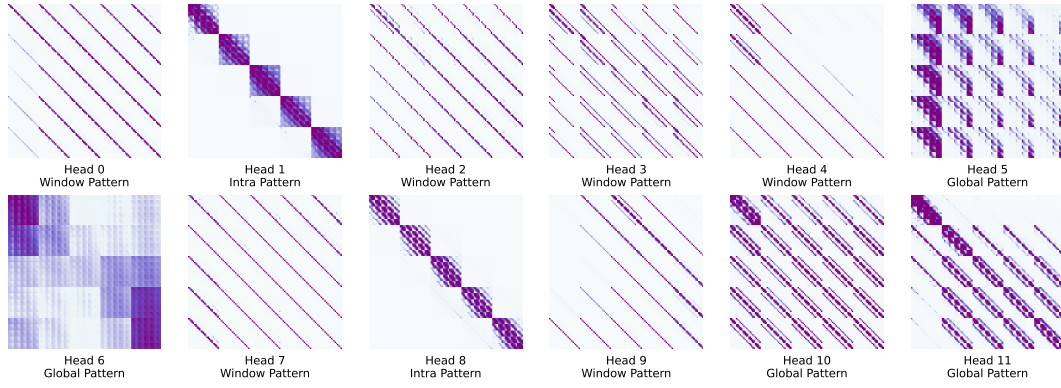 Head 0
Window Pattern
Head 1
Intra Pattern
Head 2
Window Pattern
Head 3
Window Pattern
Head 4
Window Pattern
Head 5
Global Pattern
Head 6
Global Pattern
Head 7
Window Pattern
Head 8
Intra Pattern
Head 9
Window Pattern
Head 10
Global Pattern
Head 11
Global Pattern